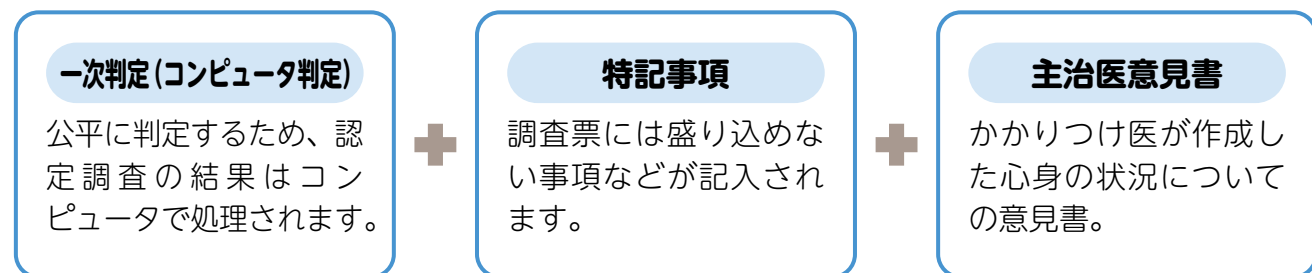 一次判定(コンピュータ判定)
公平に判定するため、認
定調査の結果はコン
ピュータで処理されます。
特記事項
調査票には盛り込めな
い事項などが記入され
ます。
主治医意見書
かかりつけ医が作成し
た心身の状況について
の意見書。